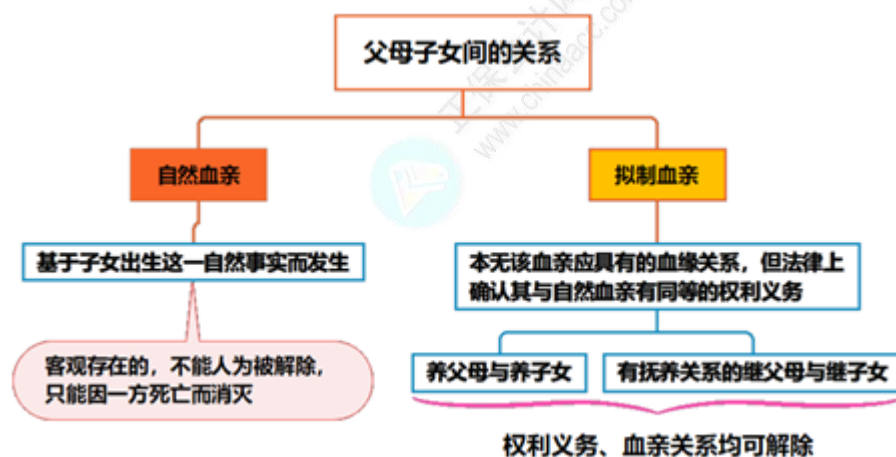 父母子女间的关系
自然血亲
拟制血亲
基于子女出生这一自然事实而发生
本无该血亲应具有的血缘关系，但法律上
确认其与自然血亲有同等的权利义务
客观存在的，不能人为被解除，
只能因一方死亡而消灭
养父母与养子女
有抚养关系的继父母与继子女
权利义务、血亲关系均可解除
www.chinaacc.com